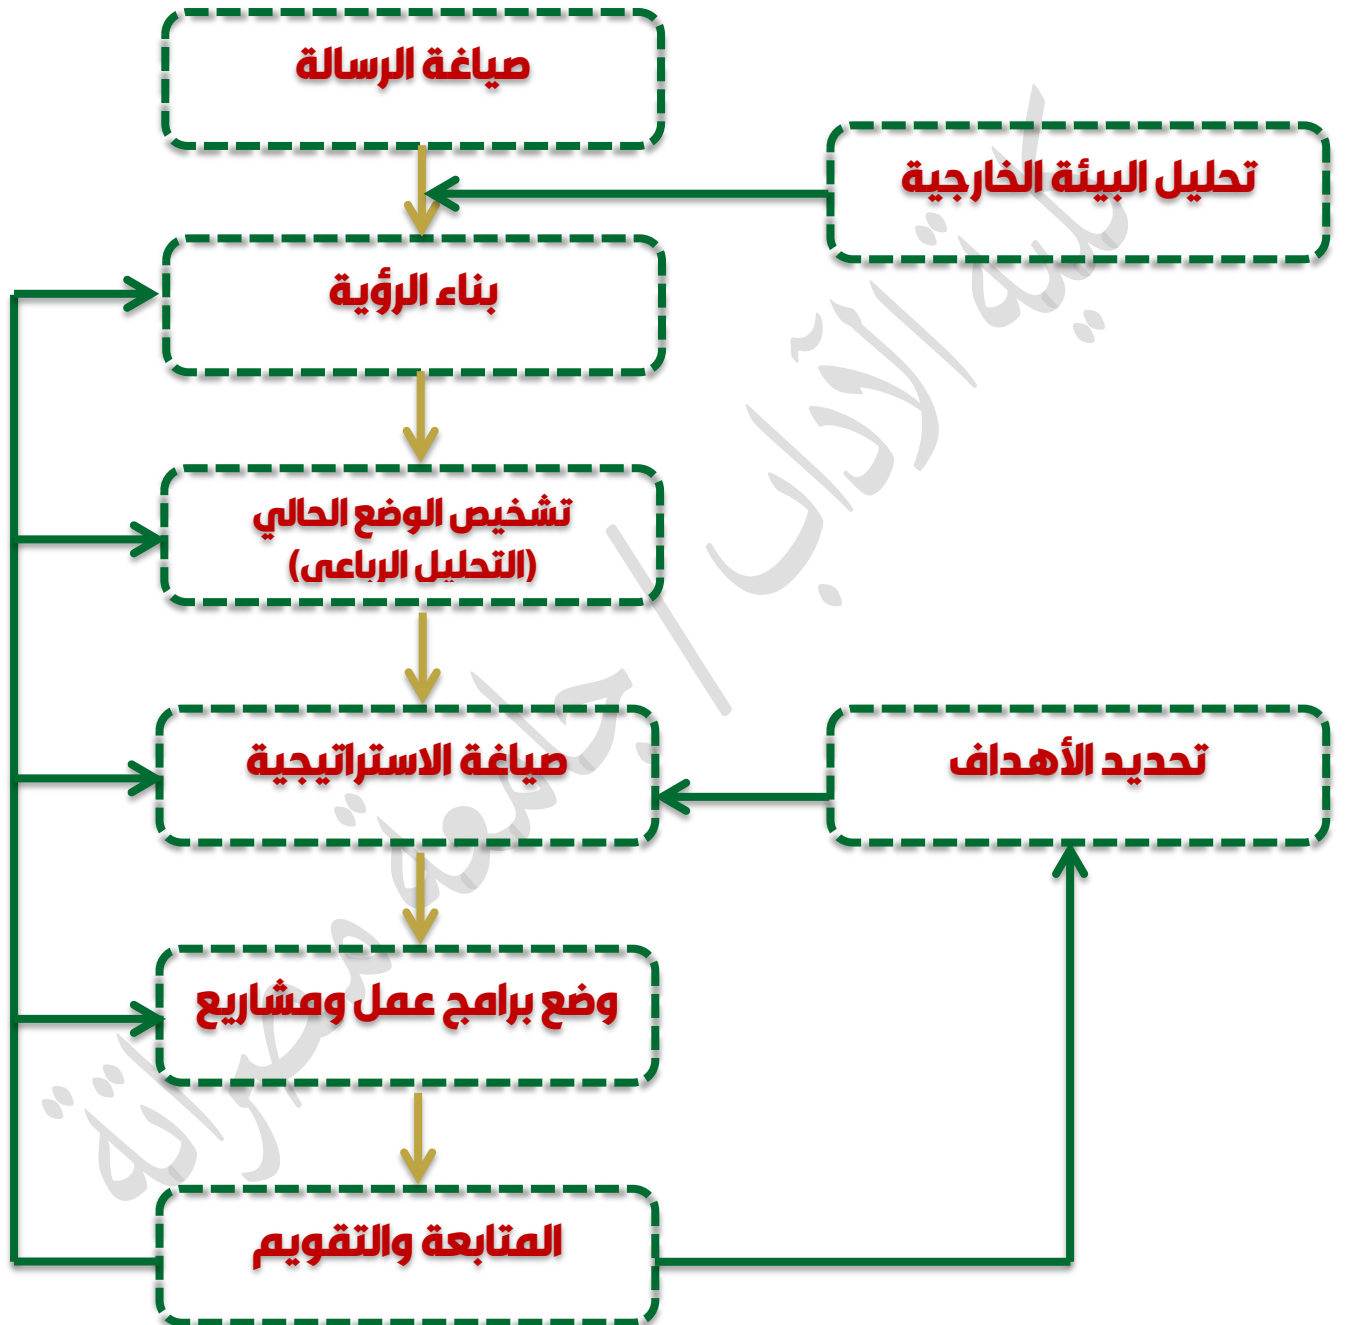 صياغة الرسالة
تحليل البيئة الخارجية
بناء الرؤية
تشخيص الوضع الحالي
(التحليل الرباعي)
صياغة الاستراتيجية
تحديد الأهداف
وضع برامج عمل ومشاريع
المتابعة والتقويم
كلية الآداب / جامعة مصراتة